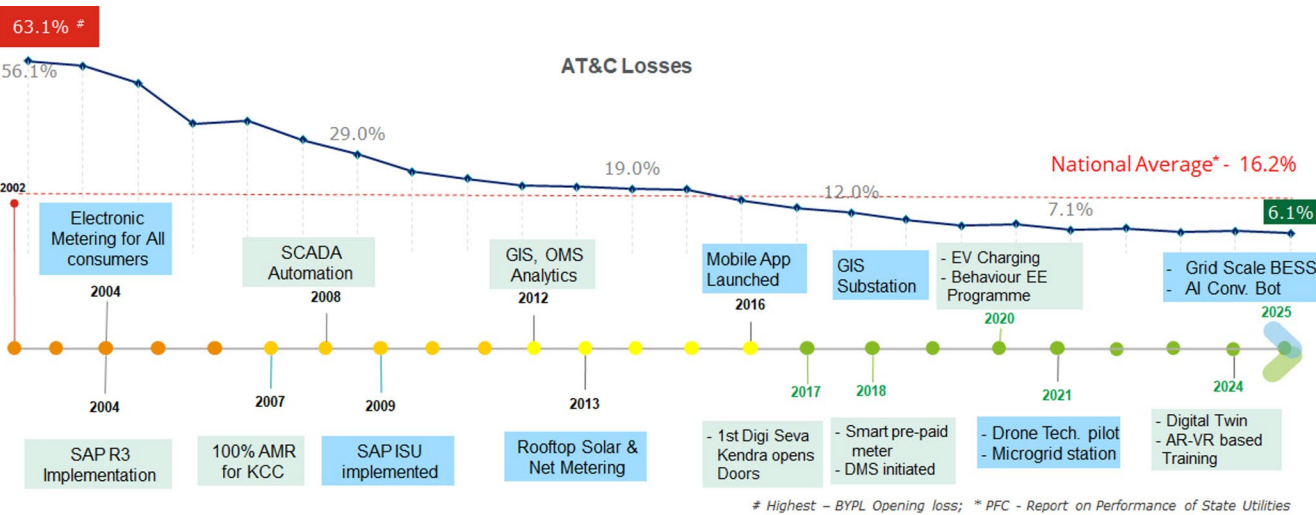 63.1% #
56.1%
AT&C Losses
29.0%
19.0%
12.0%
7.1%
National Average* - 16.2%
6.1%
2002
Electronic
Metering for All
consumers
2004
SCADA
Automation
2008
GIS, OMS
Analytics
2012
Mobile App
Launched
2016
GIS
Substation
- EV Charging
- Behaviour EE
Programme
2020
- Grid Scale BESS
- AI Conv. Bot
2025
2004
SAP R3
Implementation
2007
100% AMR
for KCC
2009
SAP ISU
implemented
2013
Rooftop Solar &
Net Metering
2017
- 1st Digi Seva
Kendra opens
Doors
2018
- Smart pre-paid
meter
- DMS initiated
2021
- Drone Tech. pilot
- Microgrid station
2024
- Digital Twin
- AR-VR based
Training
# Highest – BYPL Opening loss; * PFC - Report on Performance of State Utilities